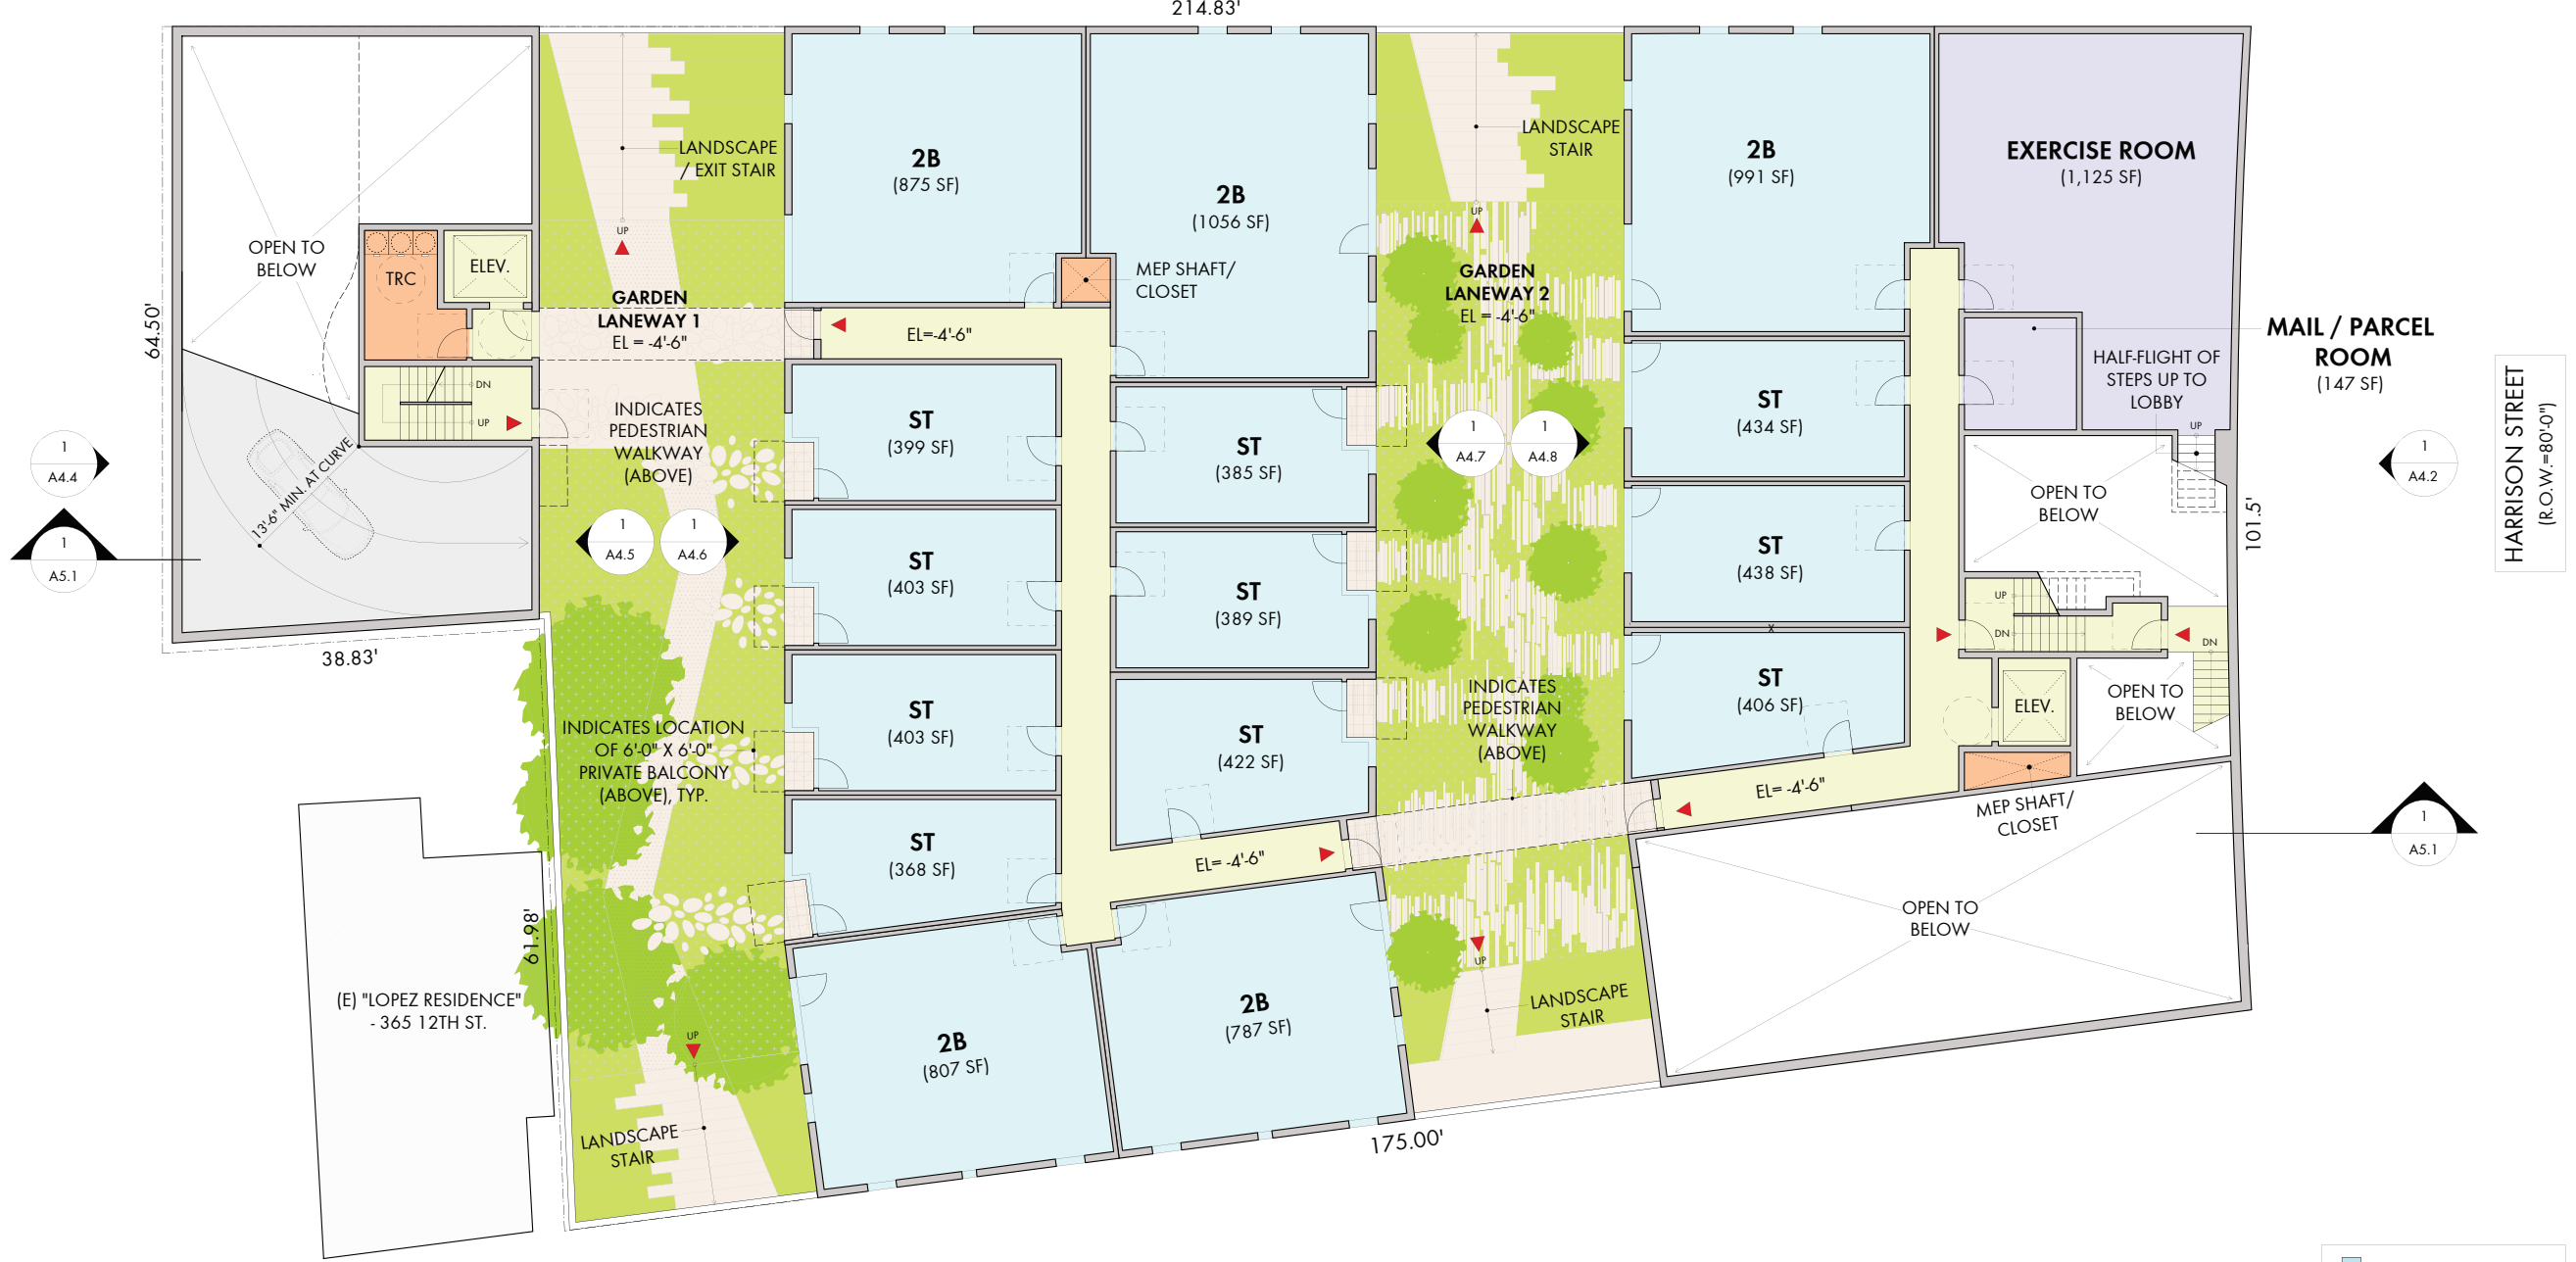 214.83'
LANDSCAPE
/ EXIT STAIR
2B
(875 SF)
2B
(1056 SF)
LANDSCAPE
STAIR
2B
(991 SF)
EXERCISE ROOM
(1,125 SF)
OPEN TO
BELOW
TRC
ELEV.
UP
GARDEN
LANEWAY 1
EL = -4'-6"
EL=-4'-6"
MEP SHAFT/
CLOSET
UP
GARDEN
LANEWAY 2
EL = -4'-6"
MAIL / PARCEL
ROOM
(147 SF)
HALF-FLIGHT OF
STEPS UP TO
LOBBY
UP
64.50'
DN
UP
INDICATES
PEDESTRIAN
WALKWAY
(ABOVE)
ST
(399 SF)
ST
(385 SF)
1
A4.7
1
A4.8
ST
(434 SF)
HARRISON STREET
(R.O.W.=80'-0")
1
A4.4
1
A4.2
13'-6" MIN. AT CURVE
OPEN TO
BELOW
101.5'
1
A5.1
1
A4.5
1
A4.6
ST
(403 SF)
ST
(389 SF)
ST
(438 SF)
X
UP
DN
DN
38.83'
ST
(403 SF)
ST
(422 SF)
INDICATES
PEDESTRIAN
WALKWAY
(ABOVE)
ST
(406 SF)
ELEV.
OPEN TO
BELOW
INDICATES LOCATION
OF 6'-0" X 6'-0"
PRIVATE BALCONY
(ABOVE), TYP.
EL= -4'-6"
MEP SHAFT/
CLOSET
1
A5.1
ST
(368 SF)
EL= -4'-6"
61.98'
OPEN TO
BELOW
UP
(E) "LOPEZ RESIDENCE"
- 365 12TH ST.
UP
2B
(807 SF)
2B
(787 SF)
LANDSCAPE
STAIR
LANDSCAPE
STAIR
175.00'